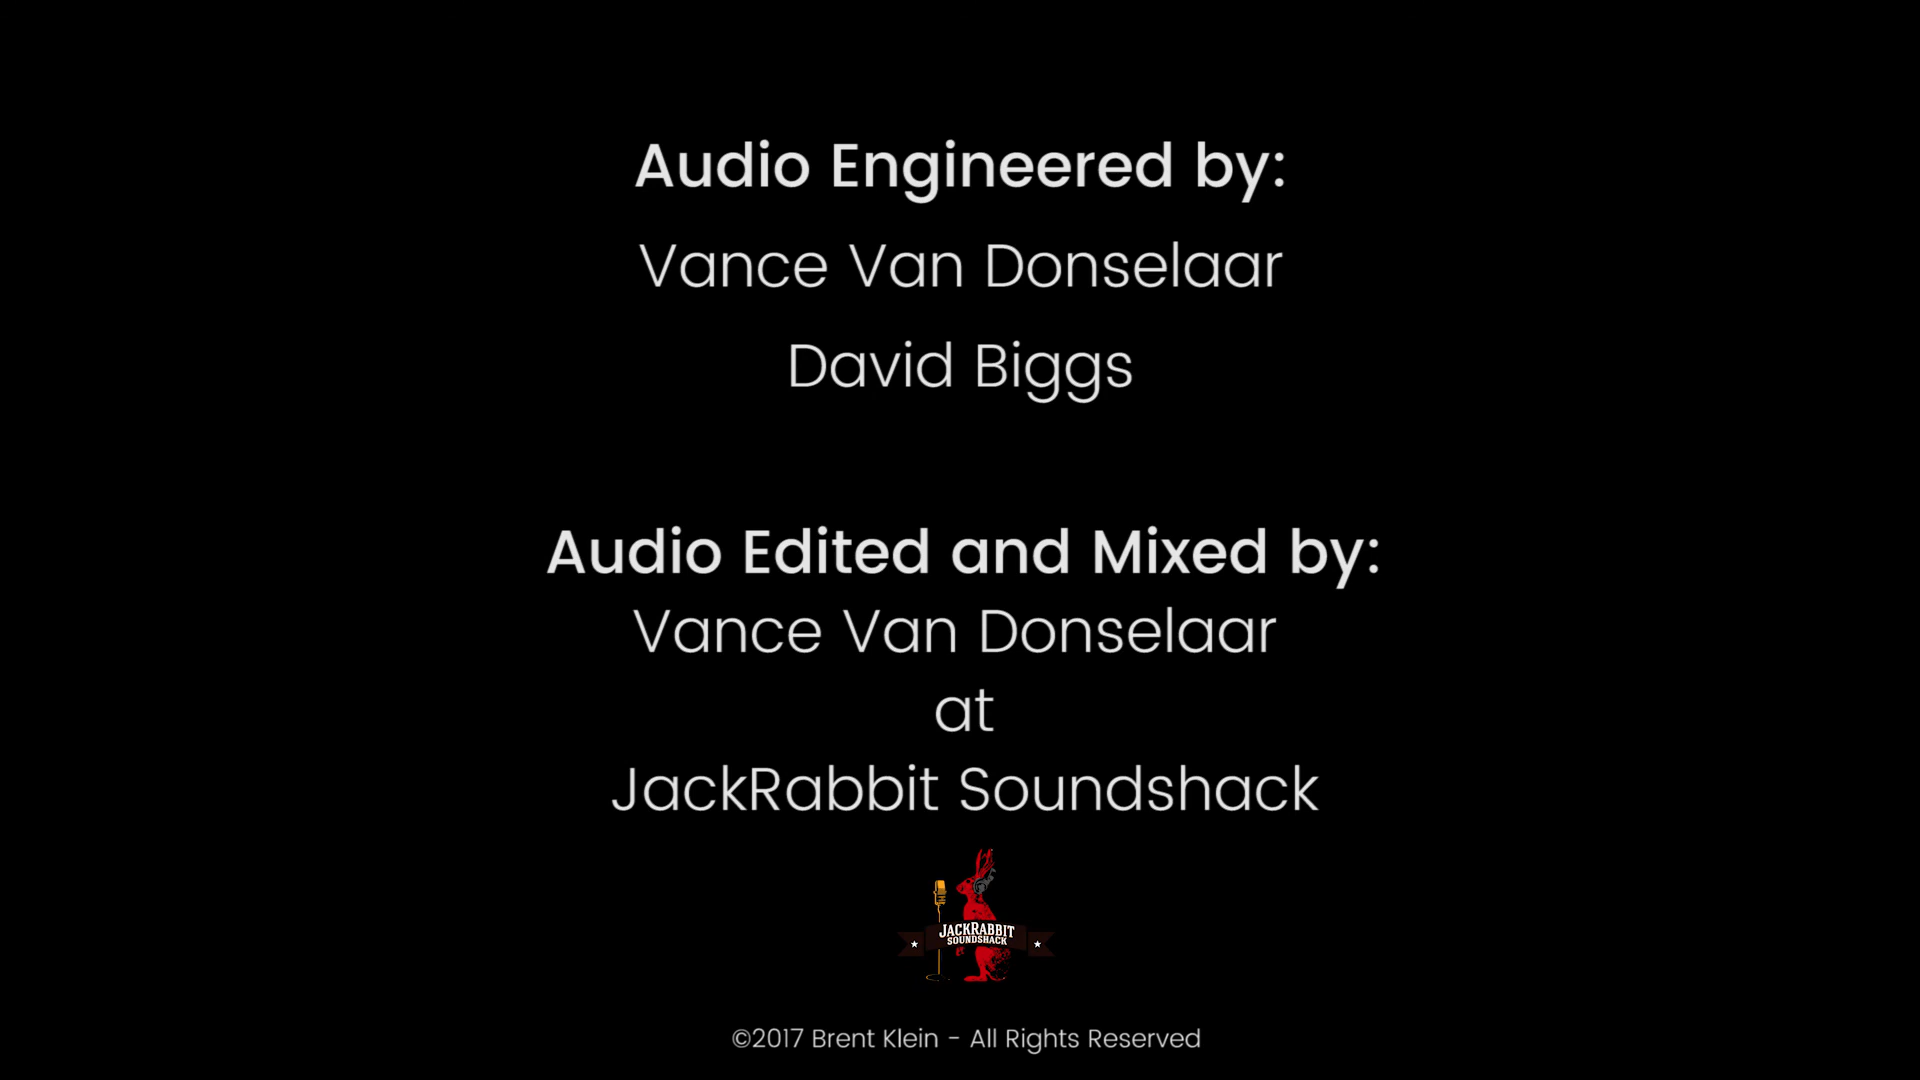 Audio Engineered by:
Vance Van Donselaar
David Biggs
Audio Edited and Mixed by:
Vance Van Donselaar
at
JackRabbit Soundshack
JACKRABBIT
SOUNDSHACK
©2017 Brent Klein - All Rights Reserved